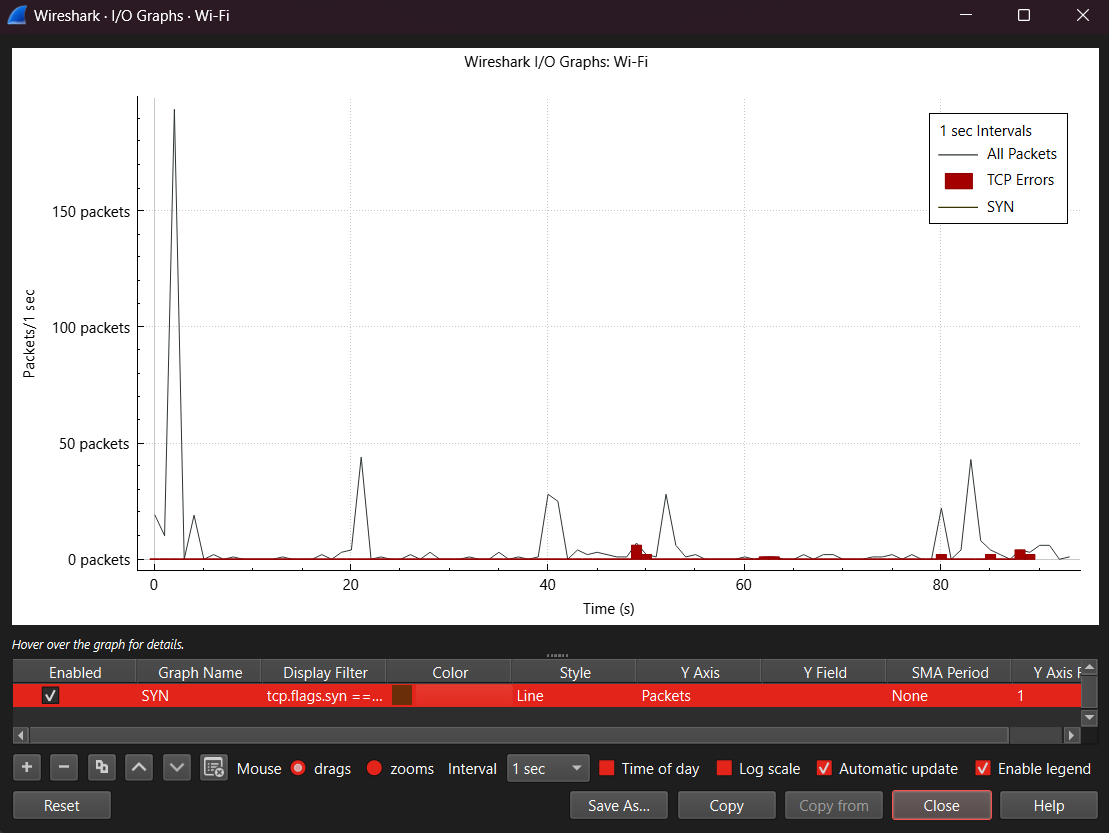 Wireshark · I/O Graphs · Wi-Fi
Wireshark I/O Graphs: Wi-Fi
1 sec Intervals
All Packets
TCP Errors
SYN
150 packets
100 packets
50 packets
0 packets
Packets/1 sec
0 20 40 60 80
Time (s)
Hover over the graph for details.
Enabled Graph Name Display Filter Color Style Y Axis Y Field SMA Period Y Axis F
SYN tcp.flags.syn ==... Line Packets None 1
Mouse drags zooms Interval 1 sec Time of day Log scale Automatic update Enable legend
Reset Save As... Copy Copy from Close Help